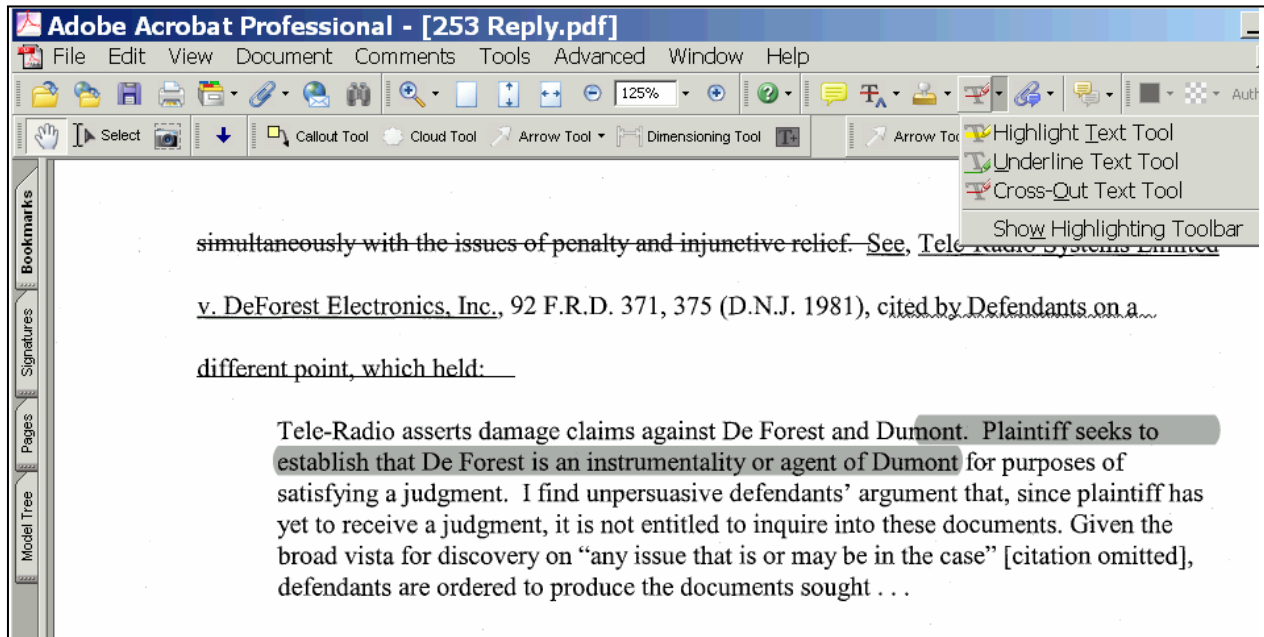 Adobe Acrobat Professional - [253 Reply.pdf]
File Edit View Document Comments Tools Advanced Window Help
125%
Select Callout Tool Cloud Tool Arrow Tool Dimensioning Tool T+
Highlight Text Tool
Underline Text Tool
Cross-Out Text Tool
Show Highlighting Toolbar
Bookmarks
Signatures
Pages
Model Tree
simultaneously with the issues of penalty and injunctive relief. See, Tele-Radio Systems Limited
v. DeForest Electronics, Inc., 92 F.R.D. 371, 375 (D.N.J. 1981), cited by Defendants on a
different point, which held:
Tele-Radio asserts damage claims against De Forest and Dumont. Plaintiff seeks to
establish that De Forest is an instrumentality or agent of Dumont for purposes of
satisfying a judgment. I find unpersuasive defendants’ argument that, since plaintiff has
yet to receive a judgment, it is not entitled to inquire into these documents. Given the
broad vista for discovery on “any issue that is or may be in the case” [citation omitted],
defendants are ordered to produce the documents sought . . .